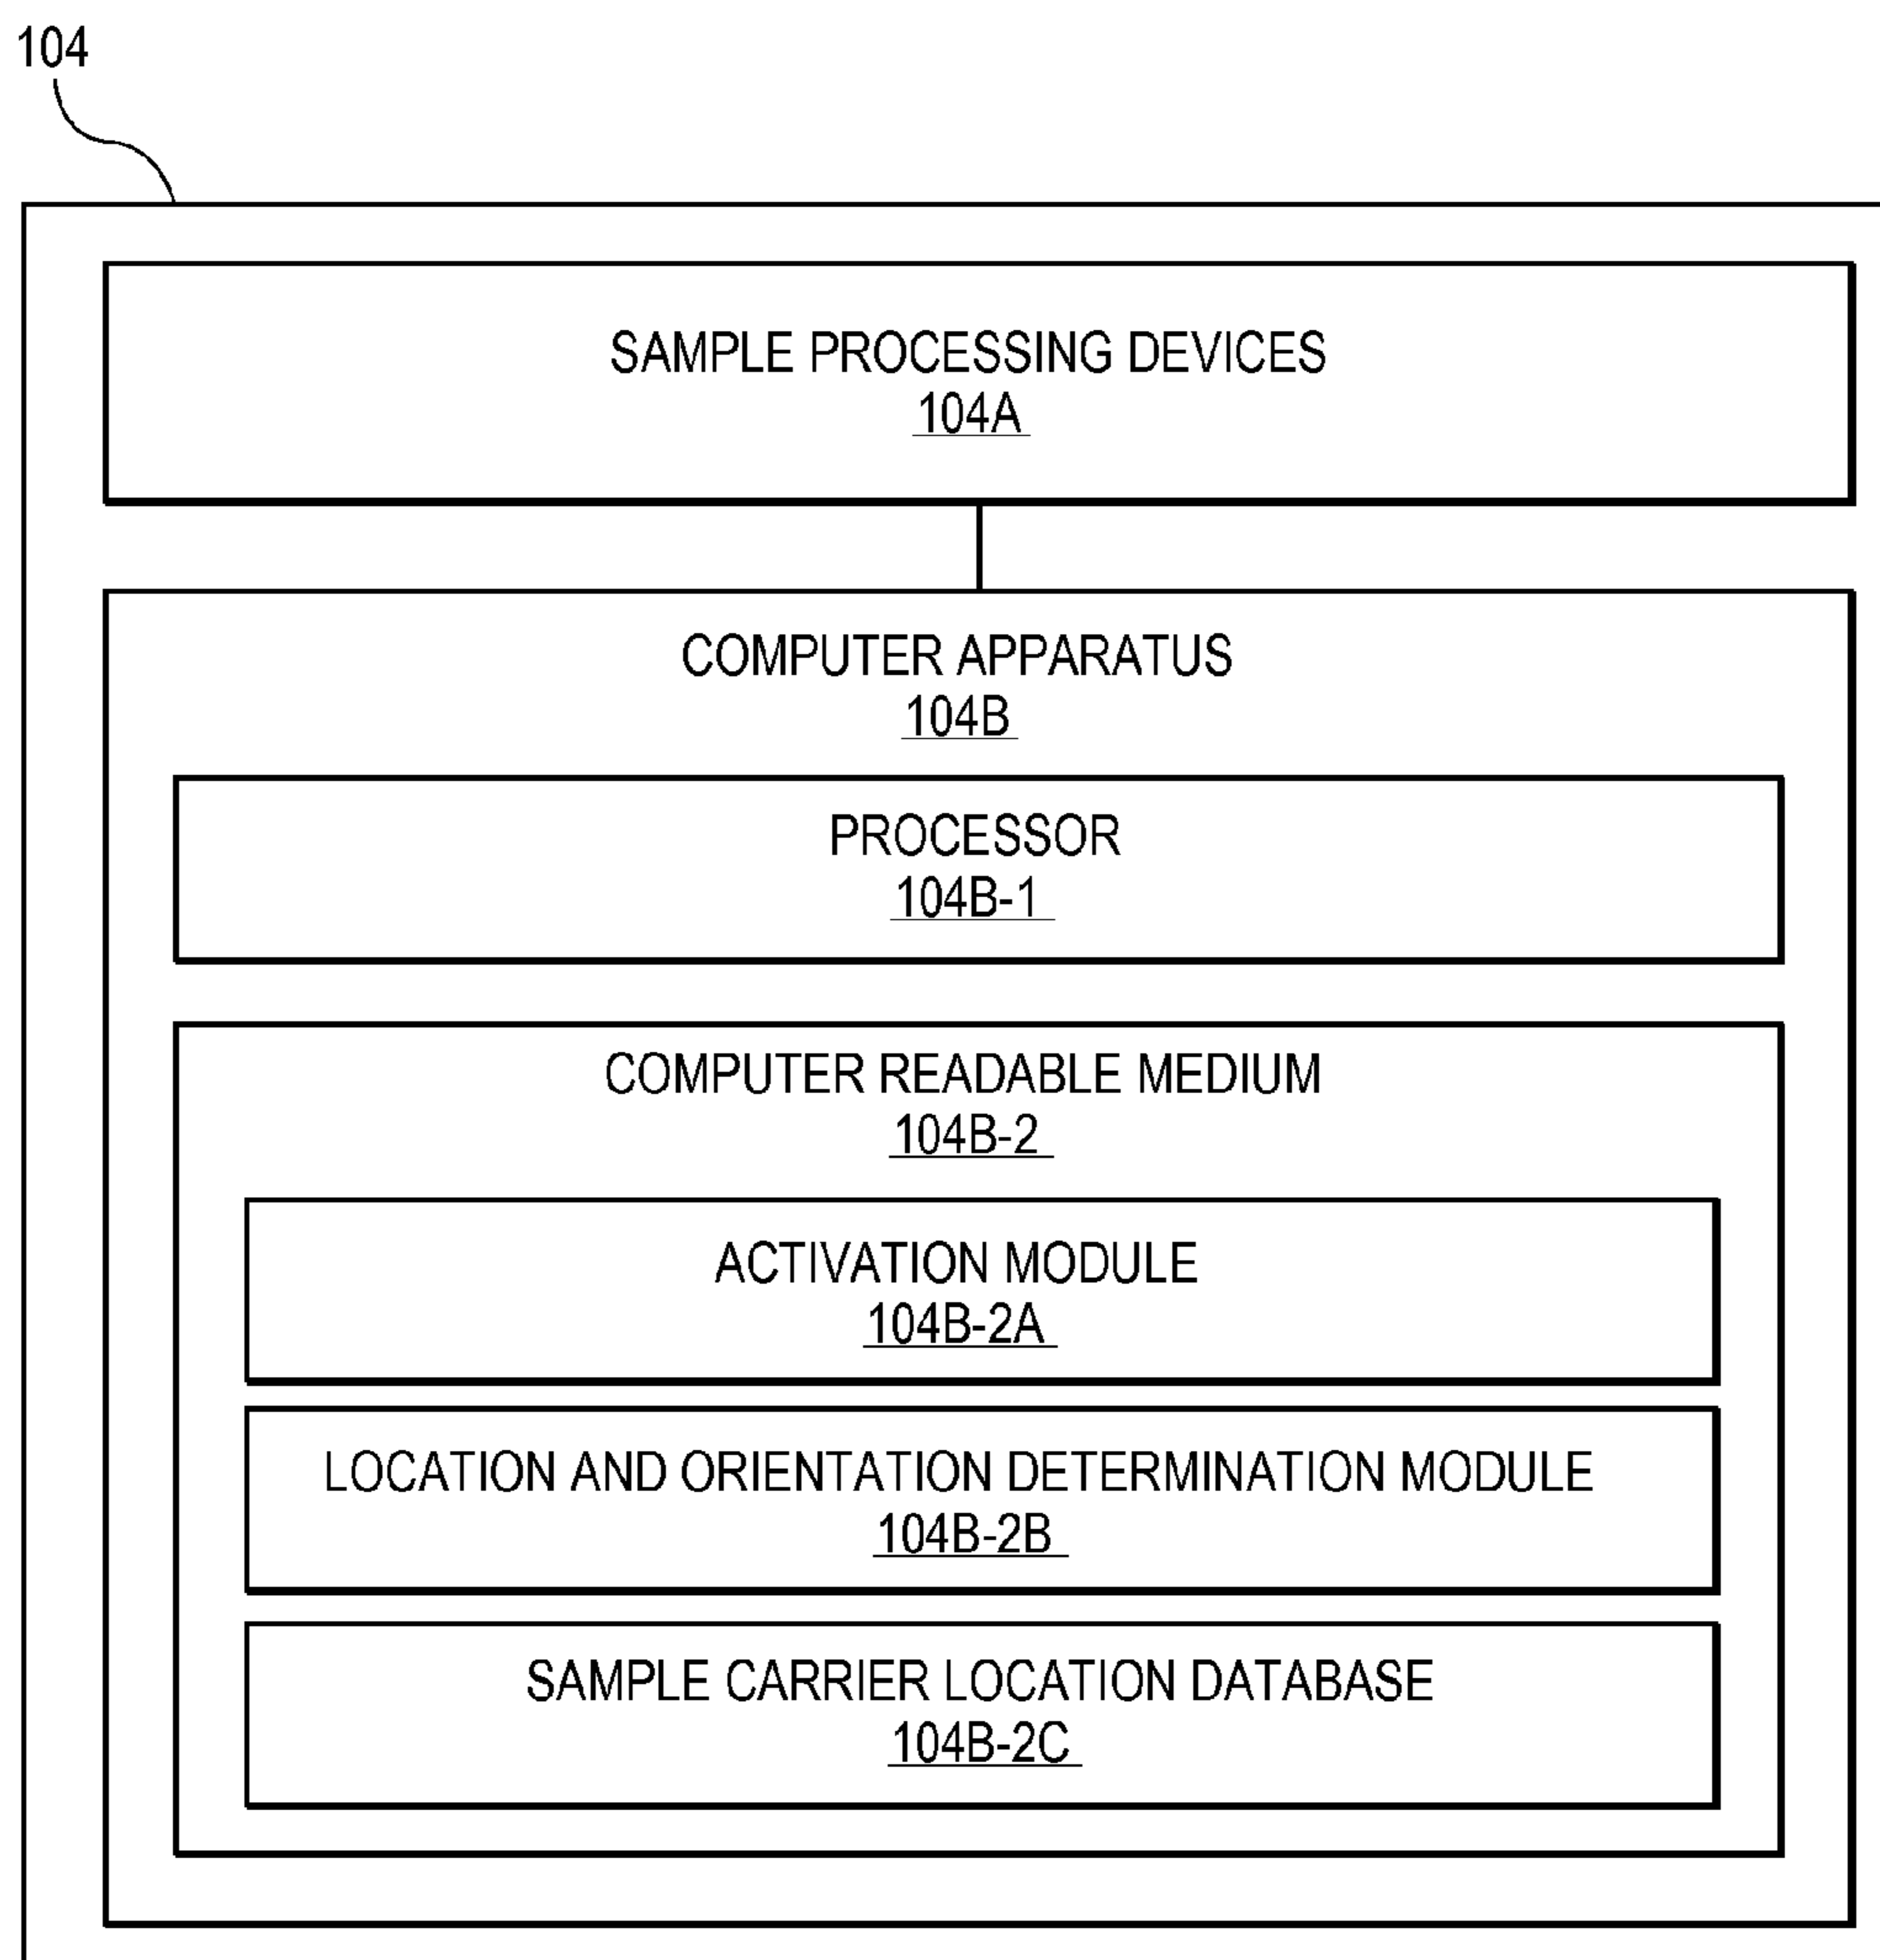 104
SAMPLE PROCESSING DEVICES
104A
COMPUTER APPARATUS
104B
PROCESSOR
104B-1
COMPUTER READABLE MEDIUM
104B-2
ACTIVATION MODULE
104B-2A
LOCATION AND ORIENTATION DETERMINATION MODULE
104B-2B
SAMPLE CARRIER LOCATION DATABASE
104B-2C